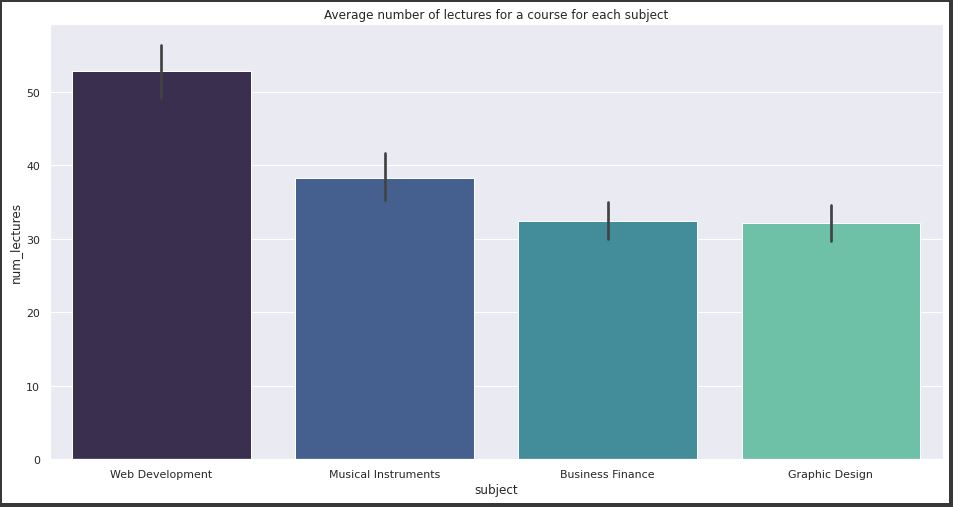 Average number of lectures for a course for each subject
num_lectures
50
40
30
20
10
0
Web Development
Musical Instruments
Business Finance
Graphic Design
subject